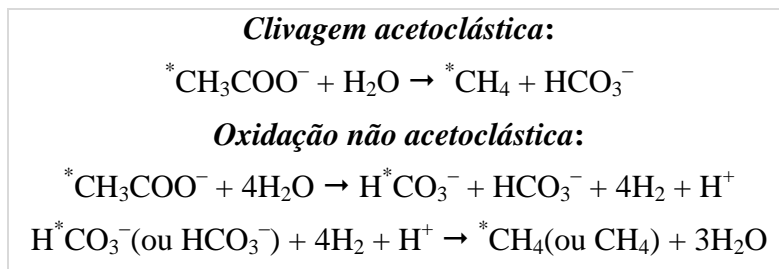 Clivagem acetoclástica:
*CH₃COO⁻ + H₂O → *CH₄ + HCO₃⁻
Oxidação não acetoclástica:
*CH₃COO⁻ + 4H₂O → H*CO₃⁻ + HCO₃⁻ + 4H₂ + H⁺
H*CO₃⁻(ou HCO₃⁻) + 4H₂ + H⁺ → *CH₄(ou CH₄) + 3H₂O